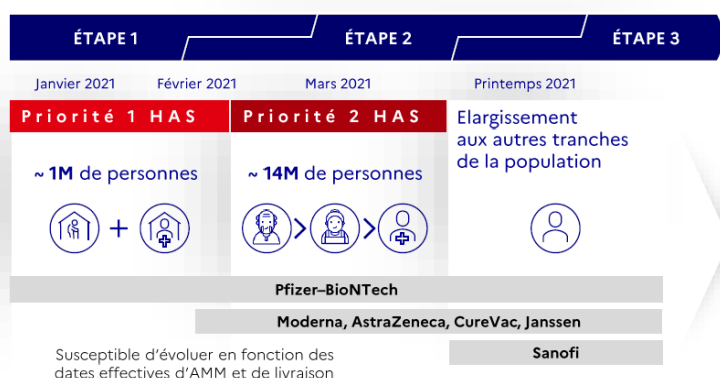 ÉTAPE 1
ÉTAPE 2
ÉTAPE 3
Janvier 2021
Février 2021
Mars 2021
Printemps 2021
Priorité 1 HAS
Priorité 2 HAS
Elargissement
aux autres tranches
de la population
~ 1M de personnes
~ 14M de personnes
Pfizer–BioNTech
Moderna, AstraZeneca, CureVac, Janssen
Sanofi
Susceptible d’évoluer en fonction des
dates effectives d’AMM et de livraison